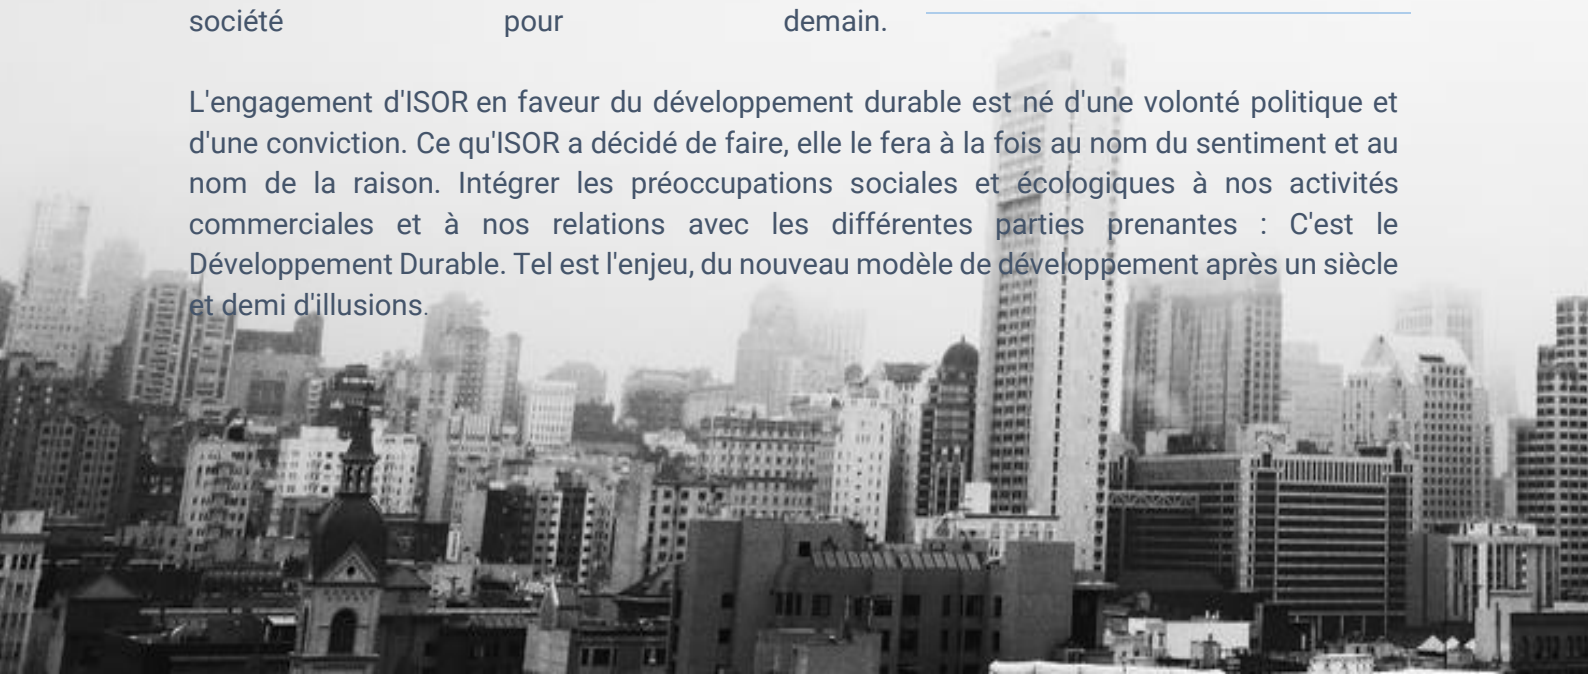 société pour demain.
L'engagement d'ISOR en faveur du développement durable est né d'une volonté politique et
d'une conviction. Ce qu'ISOR a décidé de faire, elle le fera à la fois au nom du sentiment et au
nom de la raison. Intégrer les préoccupations sociales et écologiques à nos activités
commerciales et à nos relations avec les différentes parties prenantes : C'est le
Développement Durable. Tel est l'enjeu, du nouveau modèle de développement après un siècle
et demi d'illusions.